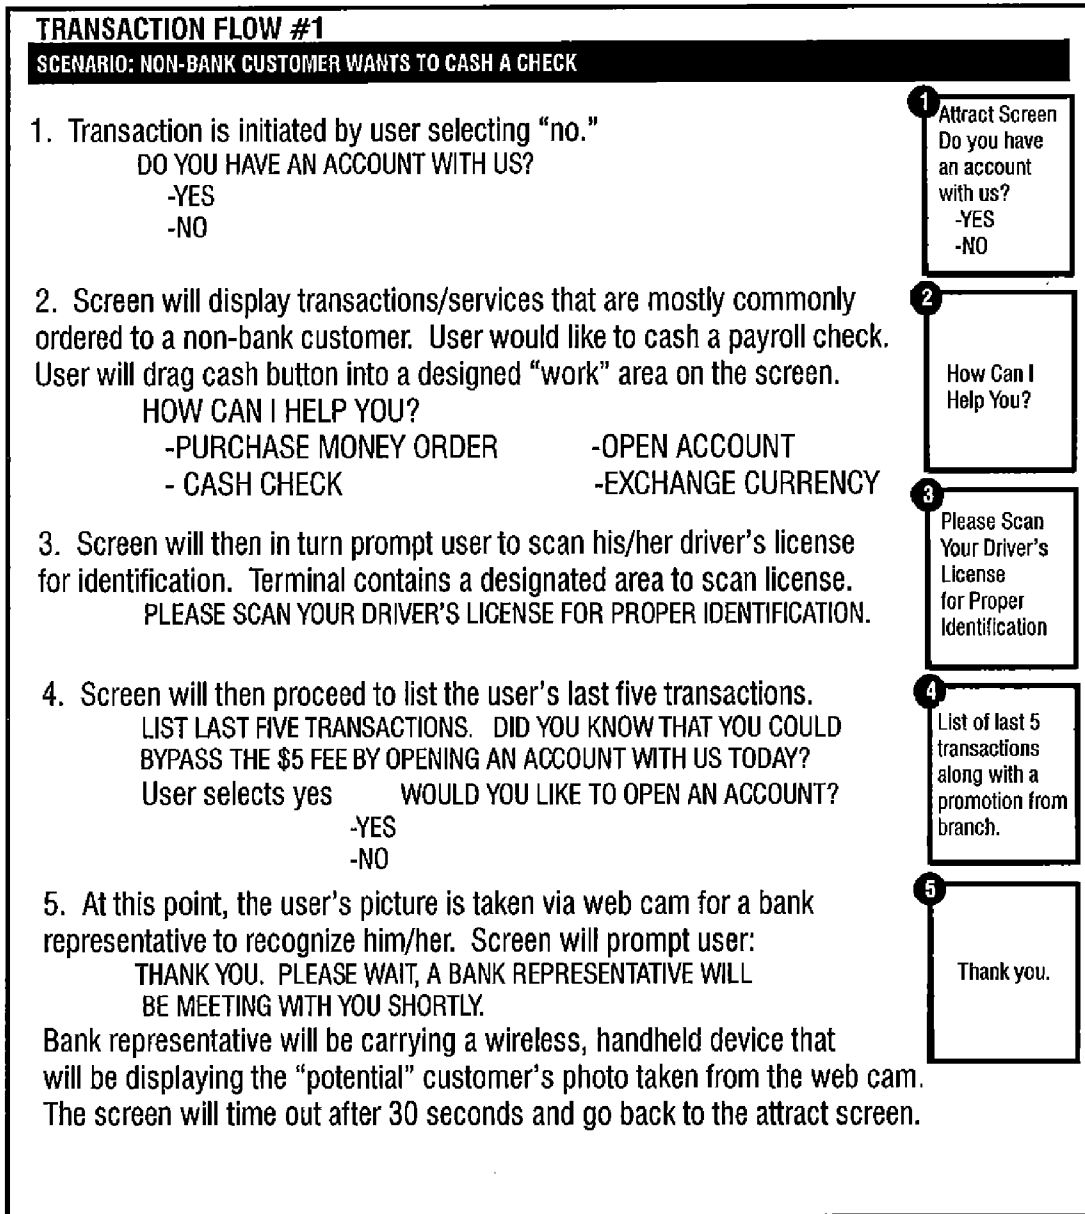 TRANSACTION FLOW #1
SCENARIO: NON-BANK CUSTOMER WANTS TO CASH A CHECK
1. Transaction is initiated by user selecting “no.”
DO YOU HAVE AN ACCOUNT WITH US?
-YES
-NO
2. Screen will display transactions/services that are mostly commonly
ordered to a non-bank customer. User would like to cash a payroll check.
User will drag cash button into a designed “work” area on the screen.
HOW CAN I HELP YOU?
-PURCHASE MONEY ORDER -OPEN ACCOUNT
- CASH CHECK -EXCHANGE CURRENCY
3. Screen will then in turn prompt user to scan his/her driver's license
for identification. Terminal contains a designated area to scan license.
PLEASE SCAN YOUR DRIVER'S LICENSE FOR PROPER IDENTIFICATION.
4. Screen will then proceed to list the user's last five transactions.
LIST LAST FIVE TRANSACTIONS. DID YOU KNOW THAT YOU COULD
BYPASS THE $5 FEE BY OPENING AN ACCOUNT WITH US TODAY?
User selects yes WOULD YOU LIKE TO OPEN AN ACCOUNT?
-YES
-NO
5. At this point, the user's picture is taken via web cam for a bank
representative to recognize him/her. Screen will prompt user:
THANK YOU. PLEASE WAIT, A BANK REPRESENTATIVE WILL
BE MEETING WITH YOU SHORTLY.
Bank representative will be carrying a wireless, handheld device that
will be displaying the “potential” customer's photo taken from the web cam.
The screen will time out after 30 seconds and go back to the attract screen.
1
Attract Screen
Do you have
an account
with us?
-YES
-NO
2
How Can I
Help You?
3
Please Scan
Your Driver's
License
for Proper
Identification
4
List of last 5
transactions
along with a
promotion from
branch.
5
Thank you.